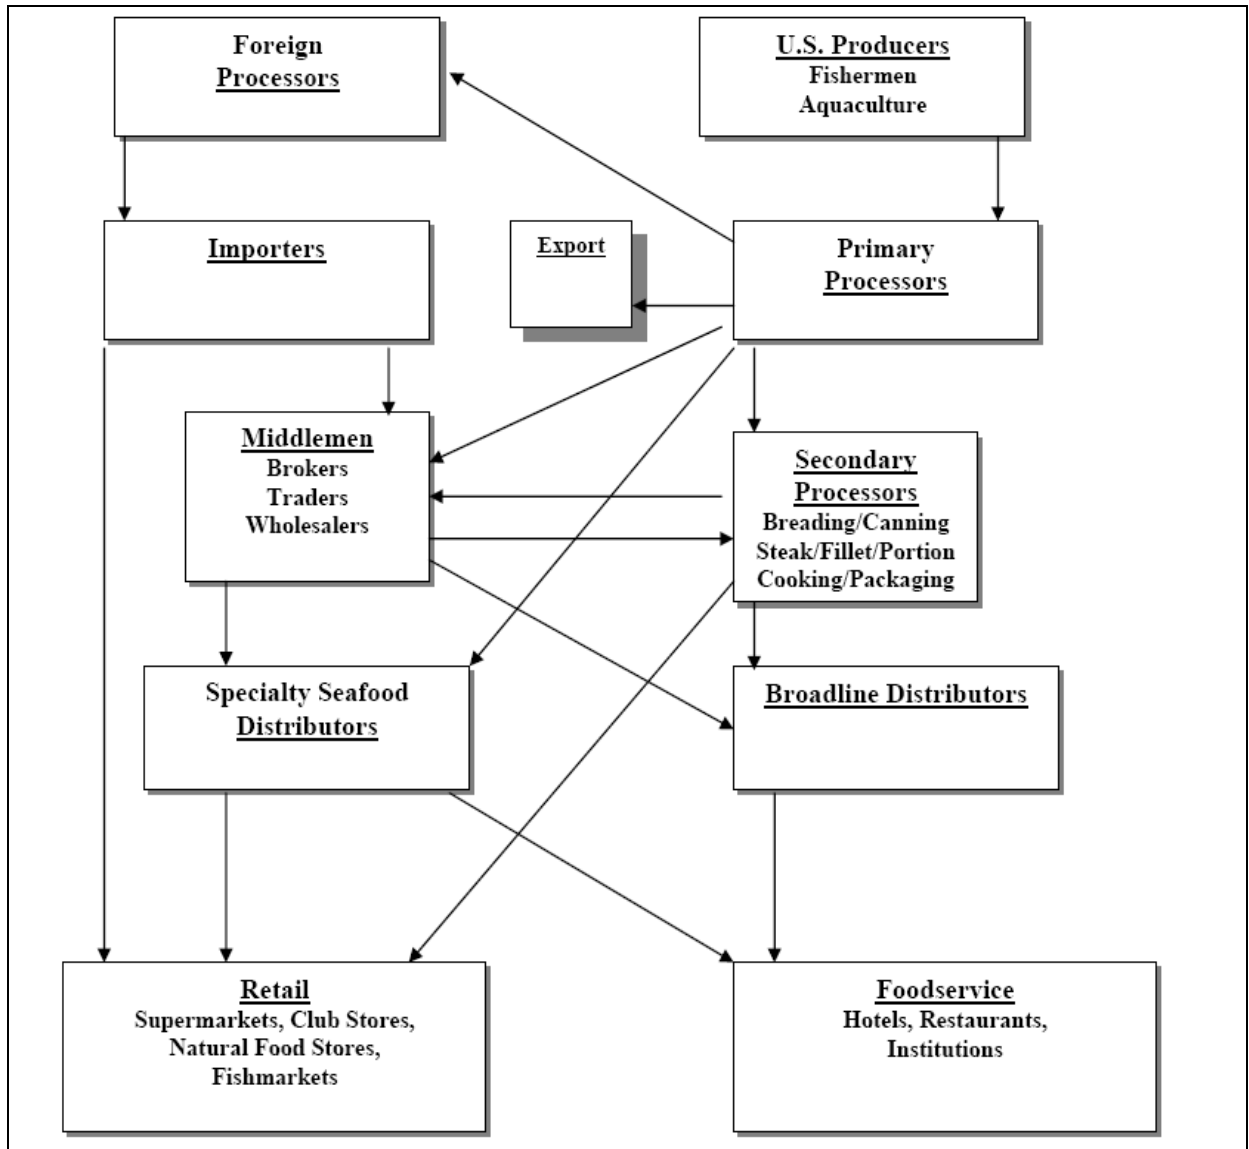 Foreign
Processors
U.S. Producers
Fishermen
Aquaculture
Importers
Export
Primary
Processors
Middlemen
Brokers
Traders
Wholesalers
Secondary
Processors
Breading/Canning
Steak/Fillet/Portion
Cooking/Packaging
Specialty Seafood
Distributors
Broadline Distributors
Retail
Supermarkets, Club Stores,
Natural Food Stores,
Fishmarkets
Foodservice
Hotels, Restaurants,
Institutions